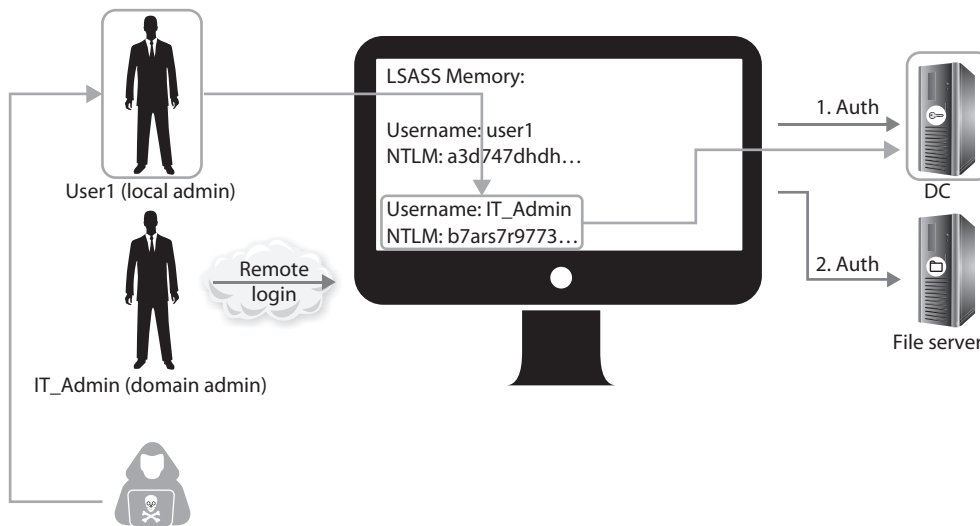 LSASS Memory:
Username: user1
NTLM: a3d747dhdh…
Username: IT_Admin
NTLM: b7ars7r9773…
User1 (local admin)
IT_Admin (domain admin)
Remote
login
1. Auth
DC
2. Auth
File server